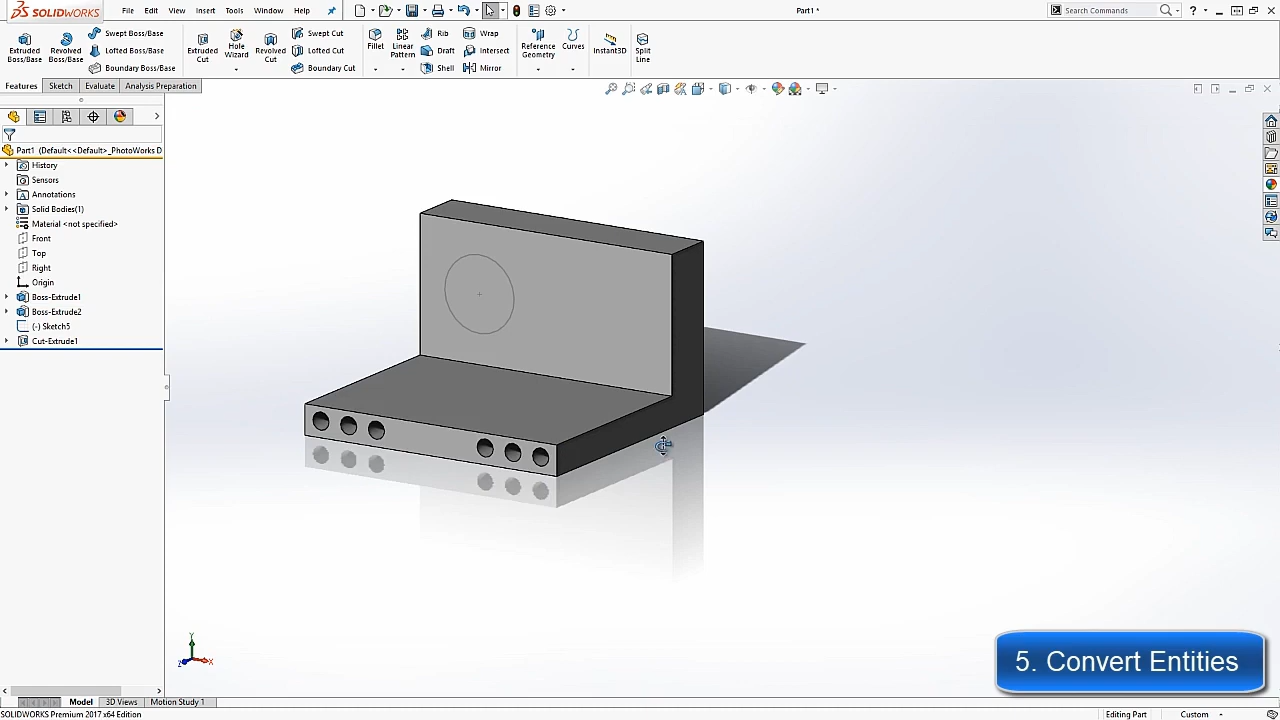 SOLIDWORKS File Edit View Insert Tools Window Help Part1 * Search Commands ?
Extruded Boss/Base
Revolved Boss/Base
Swept Boss/Base
Lofted Boss/Base
Boundary Boss/Base
Extruded Cut
Hole Wizard
Revolved Cut
Swept Cut
Lofted Cut
Boundary Cut
Fillet
Linear Pattern
Rib
Draft
Shell
Wrap
Intersect
Mirror
Reference Geometry
Curves
Instant3D
Split Line
Features Sketch Evaluate Analysis Preparation
Part1 (Default<<Default>_PhotoWorks D
History
Sensors
Annotations
Solid Bodies(1)
Material <not specified>
Front
Top
Right
Origin
Boss-Extrude1
Boss-Extrude2
(-) Sketch5
Cut-Extrude1
Y
Z X
5. Convert Entities
Model 3D Views Motion Study 1
SOLIDWORKS Premium 2017 x64 Edition Editing Part Custom